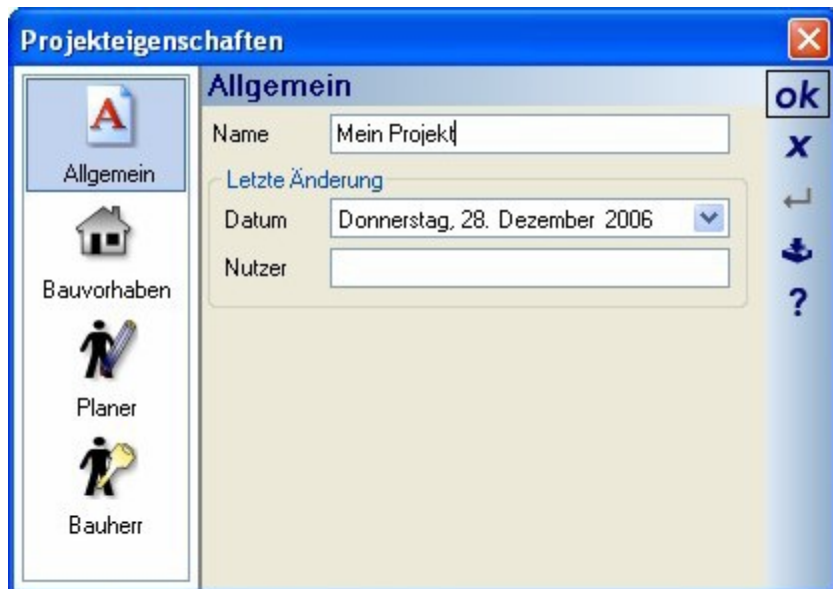 Projekteigenschaften
Allgemein
Bauvorhaben
Planer
Bauherr
Allgemein
Name Mein Projekt
Letzte Änderung
Datum Donnerstag, 28. Dezember 2006
Nutzer
ok
x
?